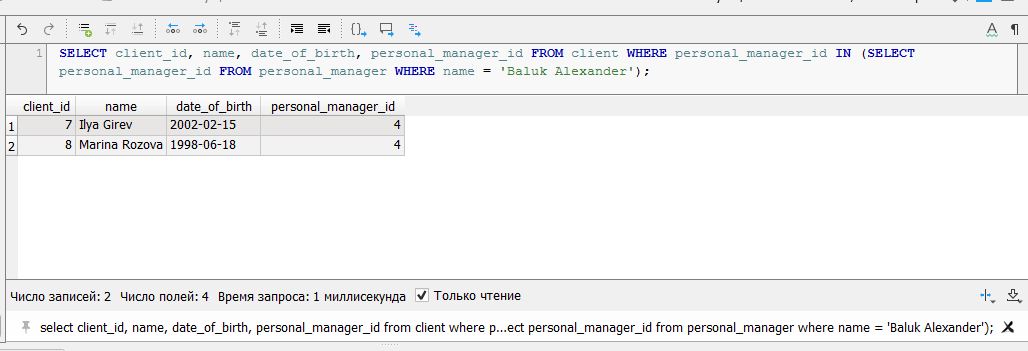 1 SELECT client_id, name, date_of_birth, personal_manager_id FROM client WHERE personal_manager_id IN (SELECT
personal_manager_id FROM personal_manager WHERE name = 'Baluk Alexander');
client_id name date_of_birth personal_manager_id
1 7 Ilya Girev 2002-02-15 4
2 8 Marina Rozova 1998-06-18 4
Число записей: 2 Число полей: 4 Время запроса: 1 миллисекунда Только чтение
select client_id, name, date_of_birth, personal_manager_id from client where p...ect personal_manager_id from personal_manager where name = 'Baluk Alexander');